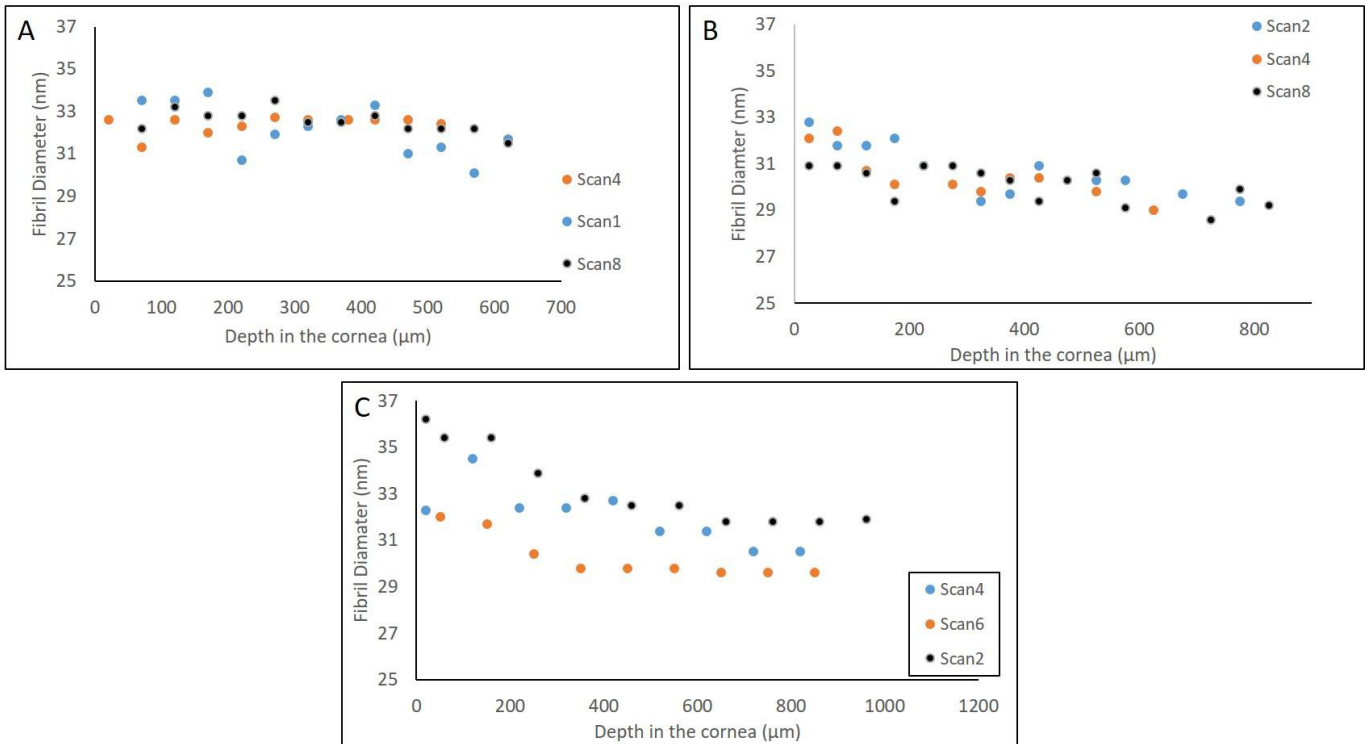 A
37
35
33
31
29
27
25
Fibril Diameter (nm)
0 100 200 300 400 500 600 700
Depth in the cornea (µm)
Scan4
Scan1
Scan8
B
37
35
33
31
29
27
25
Fibril Diamter (nm)
0 200 400 600 800
Depth in the cornea (µm)
Scan2
Scan4
Scan8
C
37
35
33
31
29
27
25
Fibril Diamater (nm)
0 200 400 600 800 1000 1200
Depth in the cornea (µm)
Scan4
Scan6
Scan2